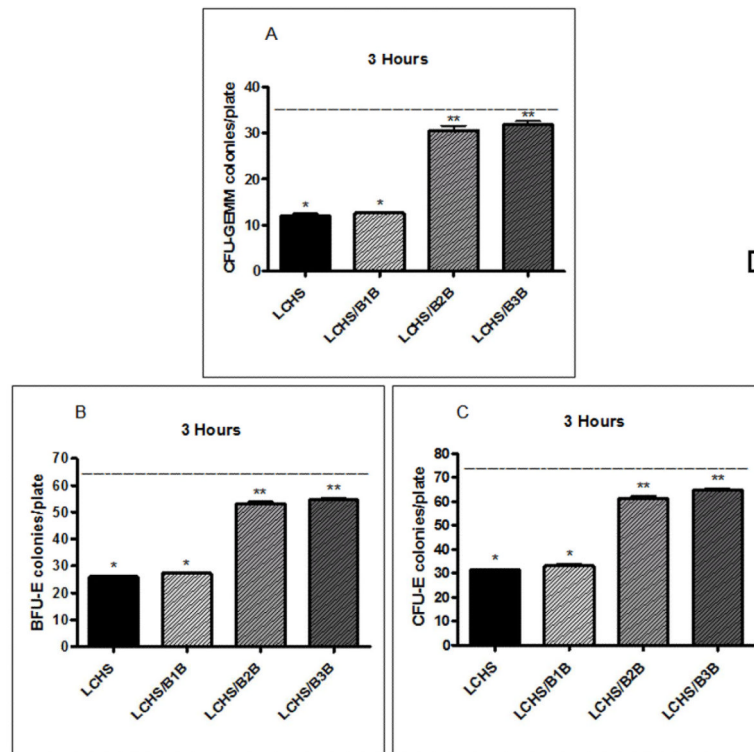 A
3 Hours
CFU-GEMM colonies/plate
40
30
20
10
0
** **
* *
LCHS
LCHS/B1B
LCHS/B2B
LCHS/B3B
B
3 Hours
BFU-E colonies/plate
70
60
50
40
30
20
10
0
** **
* *
LCHS
LCHS/B1B
LCHS/B2B
LCHS/B3B
C
3 Hours
CFU-E colonies/plate
80
70
60
50
40
30
20
10
0
** **
* *
LCHS
LCHS/B1B
LCHS/B2B
LCHS/B3B